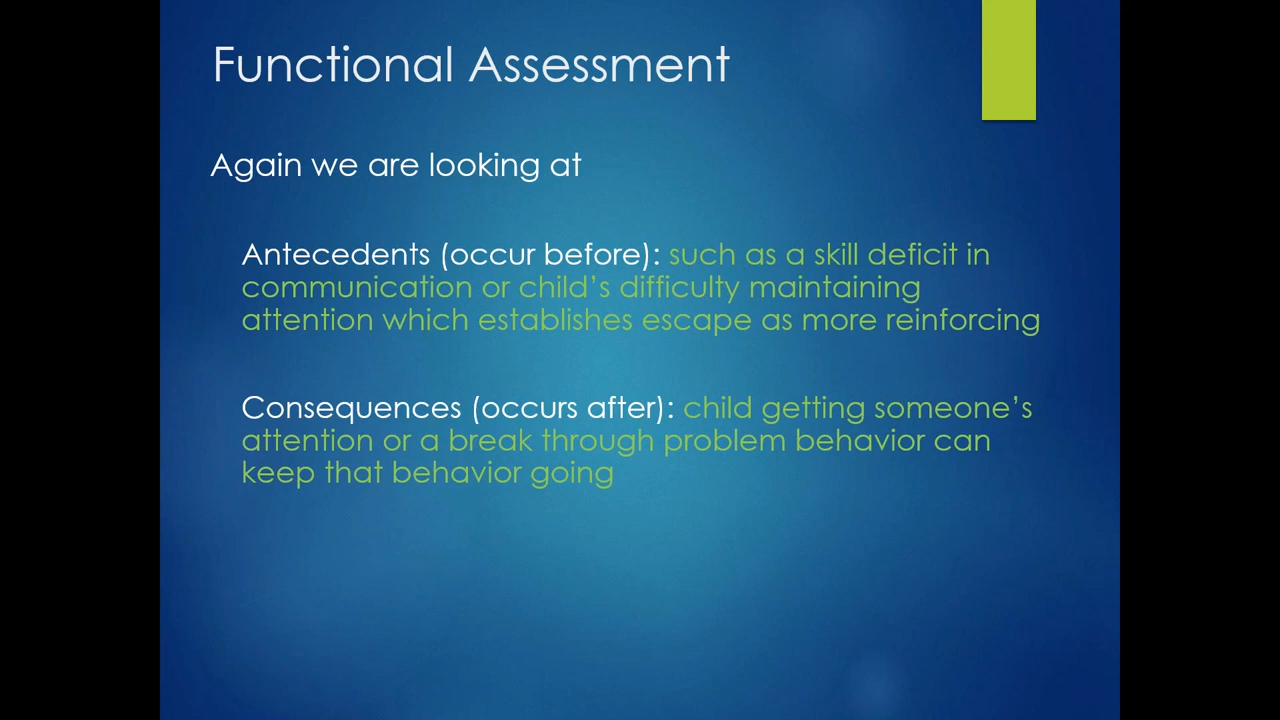 Functional Assessment
Again we are looking at
Antecedents (occur before): such as a skill deficit in
communication or child’s difficulty maintaining
attention which establishes escape as more reinforcing
Consequences (occurs after): child getting someone’s
attention or a break through problem behavior can
keep that behavior going